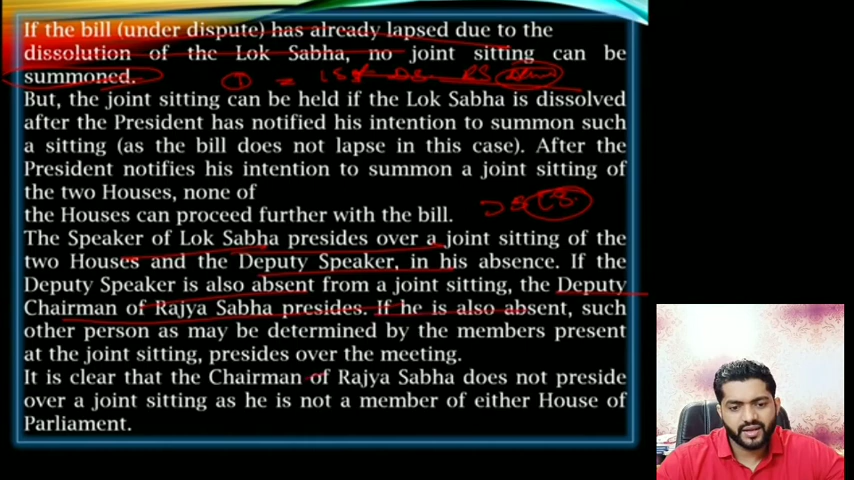 If the bill (under dispute) has already lapsed due to the
dissolution of the Lok Sabha, no joint sitting can be
summoned.
But, the joint sitting can be held if the Lok Sabha is dissolved
after the President has notified his intention to summon such
a sitting (as the bill does not lapse in this case). After the
President notifies his intention to summon a joint sitting of
the two Houses, none of
the Houses can proceed further with the bill.
The Speaker of Lok Sabha presides over a joint sitting of the
two Houses and the Deputy Speaker, in his absence. If the
Deputy Speaker is also absent from a joint sitting, the Deputy
Chairman of Rajya Sabha presides. If he is also absent, such
other person as may be determined by the members present
at the joint sitting, presides over the meeting.
It is clear that the Chairman of Rajya Sabha does not preside
over a joint sitting as he is not a member of either House of
Parliament.